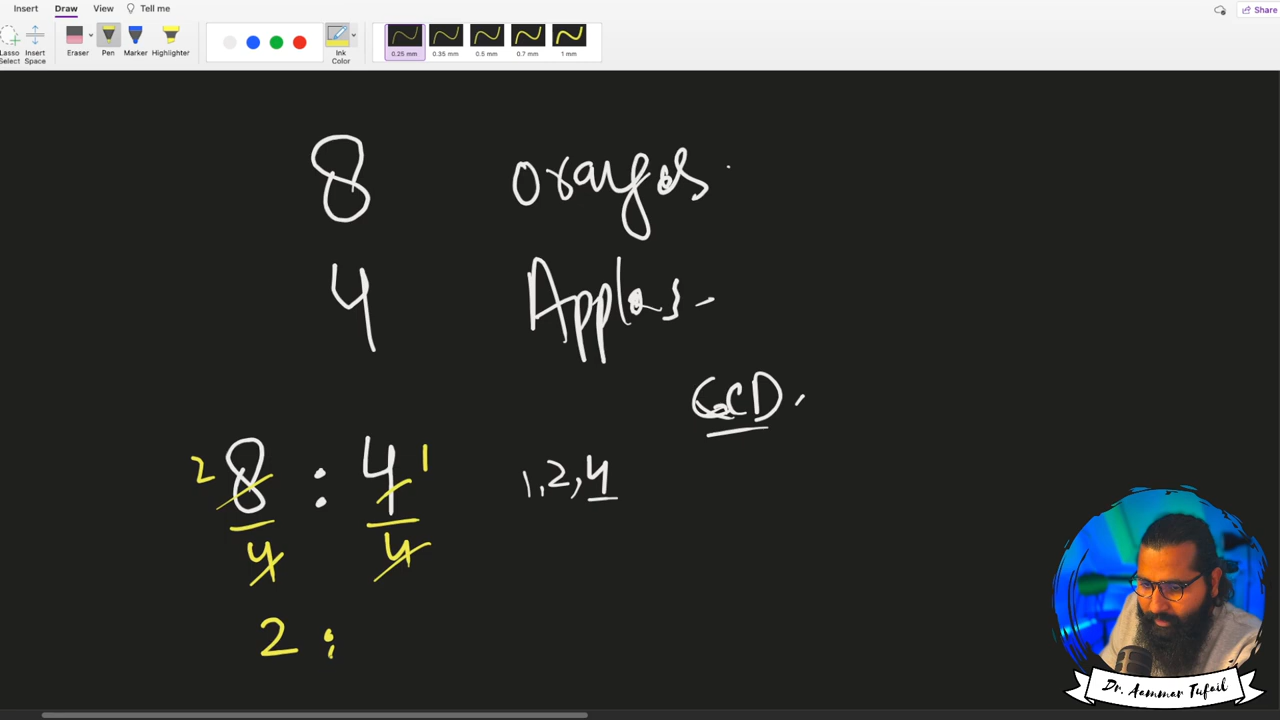 Insert Draw View Tell me
Share
Lasso Select
Insert Space
Eraser
Pen
Marker
Highlighter
Ink Color
0.25 mm
0.35 mm
0.5 mm
0.7 mm
1 mm
8 oranges.
4 Apples.
GCD,
2 8 : 4 1
4 4
1, 2, 4
2 :
Dr. Aammar Tufail